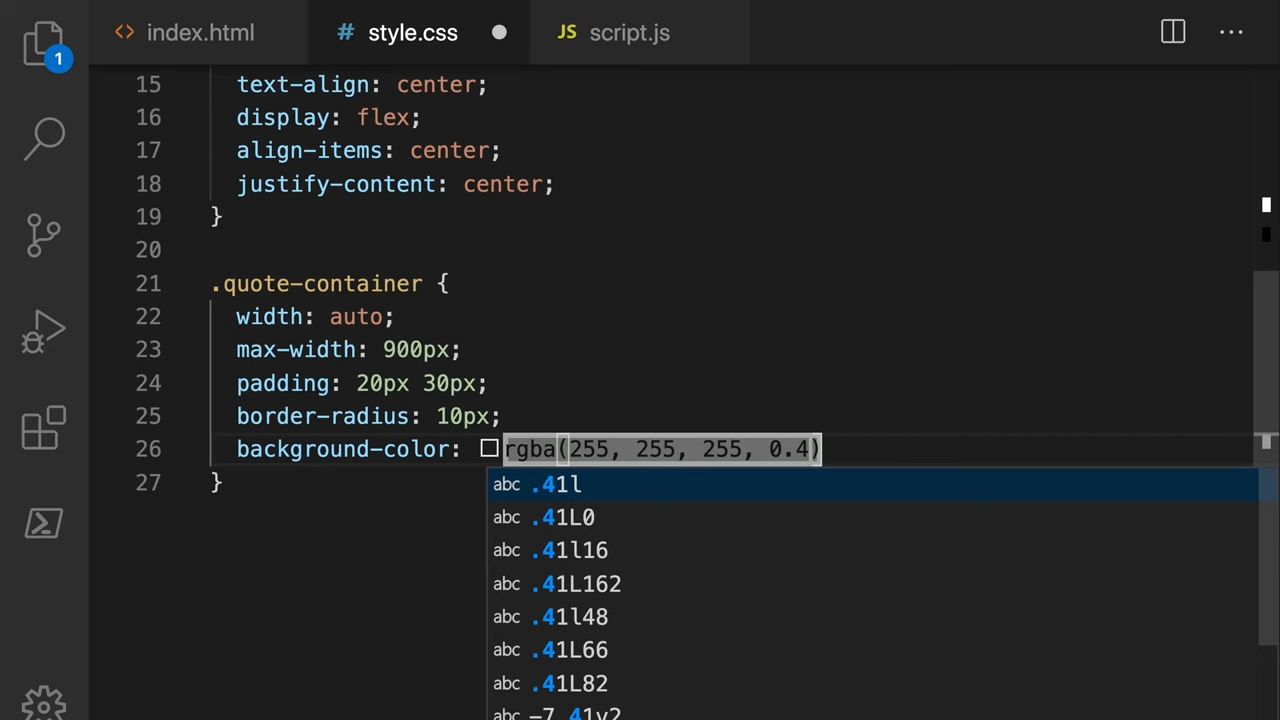 index.html
# style.css
JS script.js
1
15 text-align: center;
16 display: flex;
17 align-items: center;
18 justify-content: center;
19 }
20
21 .quote-container {
22 width: auto;
23 max-width: 900px;
24 padding: 20px 30px;
25 border-radius: 10px;
26 background-color: rgba(255, 255, 255, 0.4)
27 }
abc .41l
abc .41L0
abc .41l16
abc .41L162
abc .41l48
abc .41L66
abc .41L82
abc -7.41v2